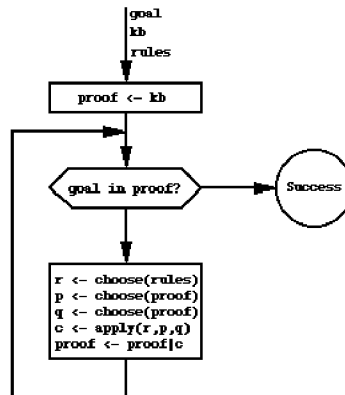 goal
kb
rules
proof <- kb
goal in proof?
Success
r <- choose(rules)
p <- choose(proof)
q <- choose(proof)
c <- apply(r,p,q)
proof <- proof|c